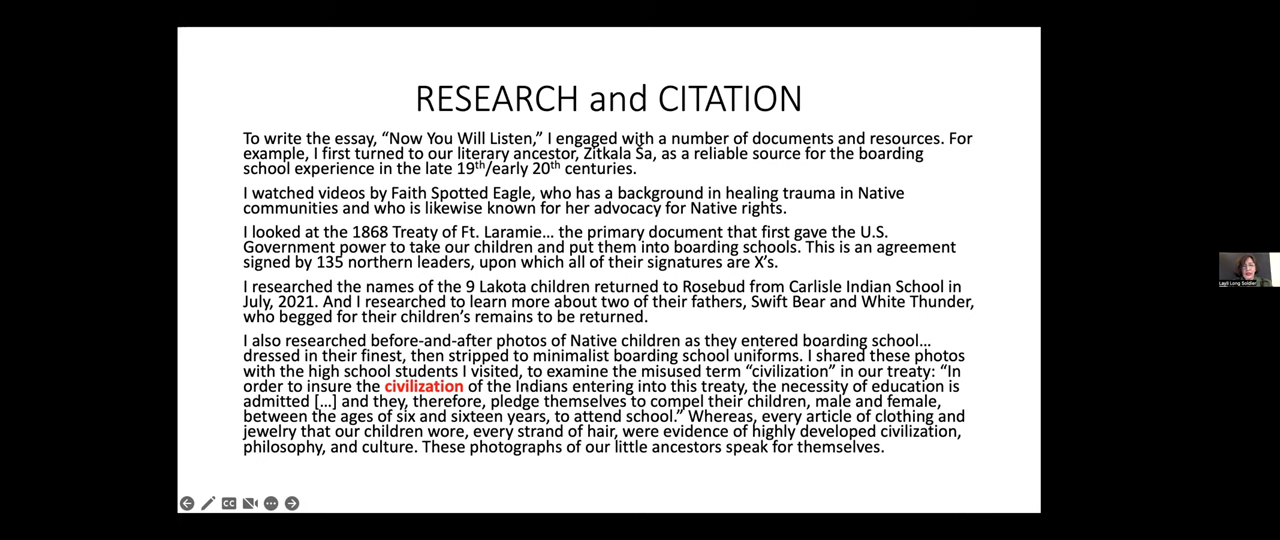 RESEARCH and CITATION
To write the essay, “Now You Will Listen,” I engaged with a number of documents and resources. For
example, I first turned to our literary ancestor, Zitkala Ša, as a reliable source for the boarding
school experience in the late 19th/early 20th centuries.
I watched videos by Faith Spotted Eagle, who has a background in healing trauma in Native
communities and who is likewise known for her advocacy for Native rights.
I looked at the 1868 Treaty of Ft. Laramie… the primary document that first gave the U.S.
Government power to take our children and put them into boarding schools. This is an agreement
signed by 135 northern leaders, upon which all of their signatures are X’s.
I researched the names of the 9 Lakota children returned to Rosebud from Carlisle Indian School in
July, 2021. And I researched to learn more about two of their fathers, Swift Bear and White Thunder,
who begged for their children’s remains to be returned.
I also researched before-and-after photos of Native children as they entered boarding school…
dressed in their finest, then stripped to minimalist boarding school uniforms. I shared these photos
with the high school students I visited, to examine the misused term “civilization” in our treaty: “In
order to insure the civilization of the Indians entering into this treaty, the necessity of education is
admitted […] and they, therefore, pledge themselves to compel their children, male and female,
between the ages of six and sixteen years, to attend school.” Whereas, every article of clothing and
jewelry that our children wore, every strand of hair, were evidence of highly developed civilization,
philosophy, and culture. These photographs of our little ancestors speak for themselves.
CC
Layli Long Soldier